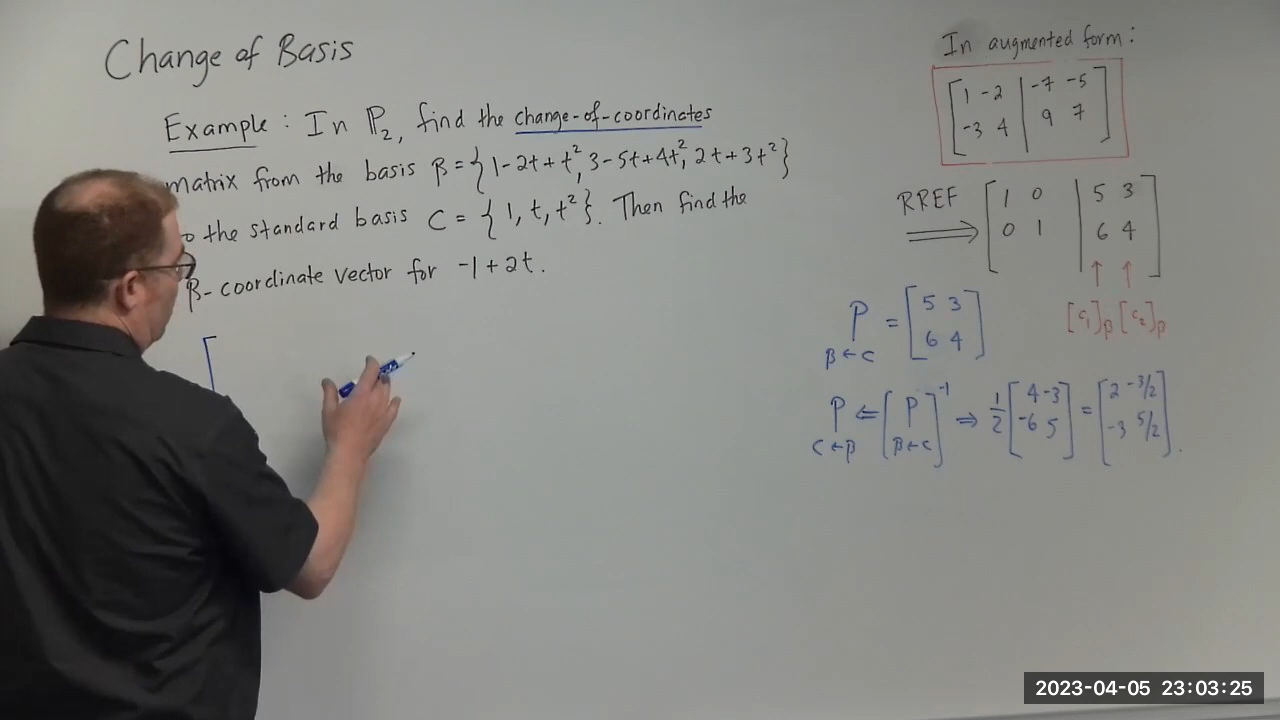 Change of Basis
Example: In ℙ₂, find the change-of-coordinates
matrix from the basis β = {1-2t+t², 3-5t+4t², 2t+3t²}
o the standard basis C = {1, t, t²}. Then find the
β-coordinate vector for -1+2t.
[
In augmented form:
[1 -2 | -7 -5
-3 4 | 9 7]
RREF ⇒ [1 0 | 5 3
0 1 | 6 4]
↑ ↑
[c₁]β [c₂]β
P = [5 3
β←C 6 4]
P ⇐ [P]⁻¹ ⇒ 1/2 [4 -3 = [2 -3/2
C←β β←C -6 5] -3 5/2].
2023-04-05 23:03:25